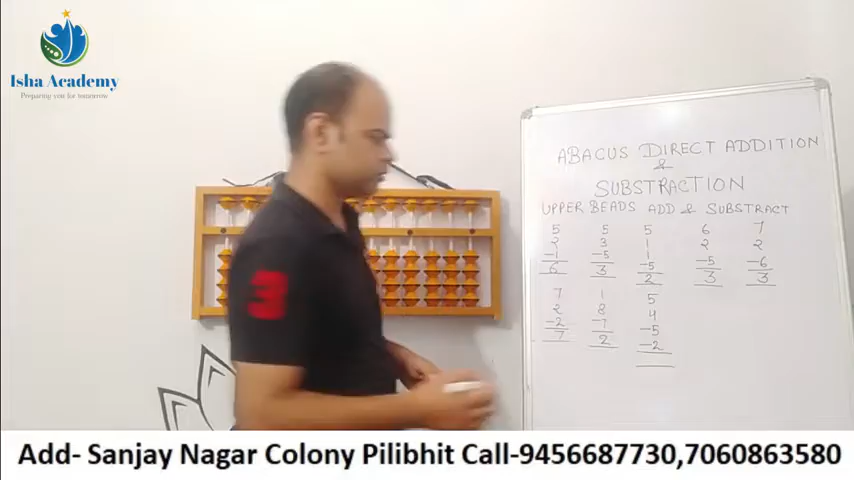 Isha Academy
Preparing you for tomorrow
3
ABACUS DIRECT ADDITION
&
SUBSTRACTION
UPPER BEADS ADD & SUBSTRACT
5 5 5 6 7
2 3 1 2 2
-1 -5 1 -5 -6
6 3 -5 3 3
2
7 1 5
2 8 4
-2 -7 -5
7 2 -2
Add- Sanjay Nagar Colony Pilibhit Call-9456687730,7060863580